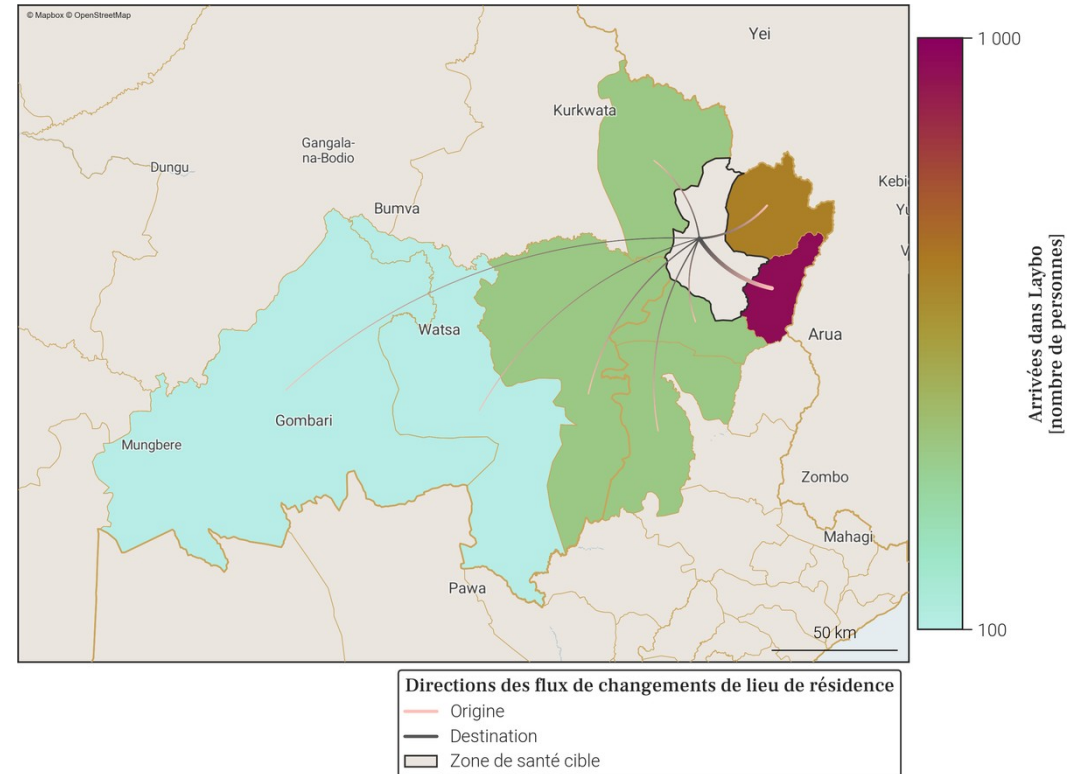 © Mapbox © OpenStreetMap
Yei
Kurkwata
Gangala-
na-Bodio
Dungu
Kebi
Yu
V
Bumva
Watsa
Arua
Gombari
Mungbere
Zombo
Mahagi
Pawa
50 km
1 000
100
Arrivées dans Laybo
[nombre de personnes]
Directions des flux de changements de lieu de résidence
Origine
Destination
Zone de santé cible